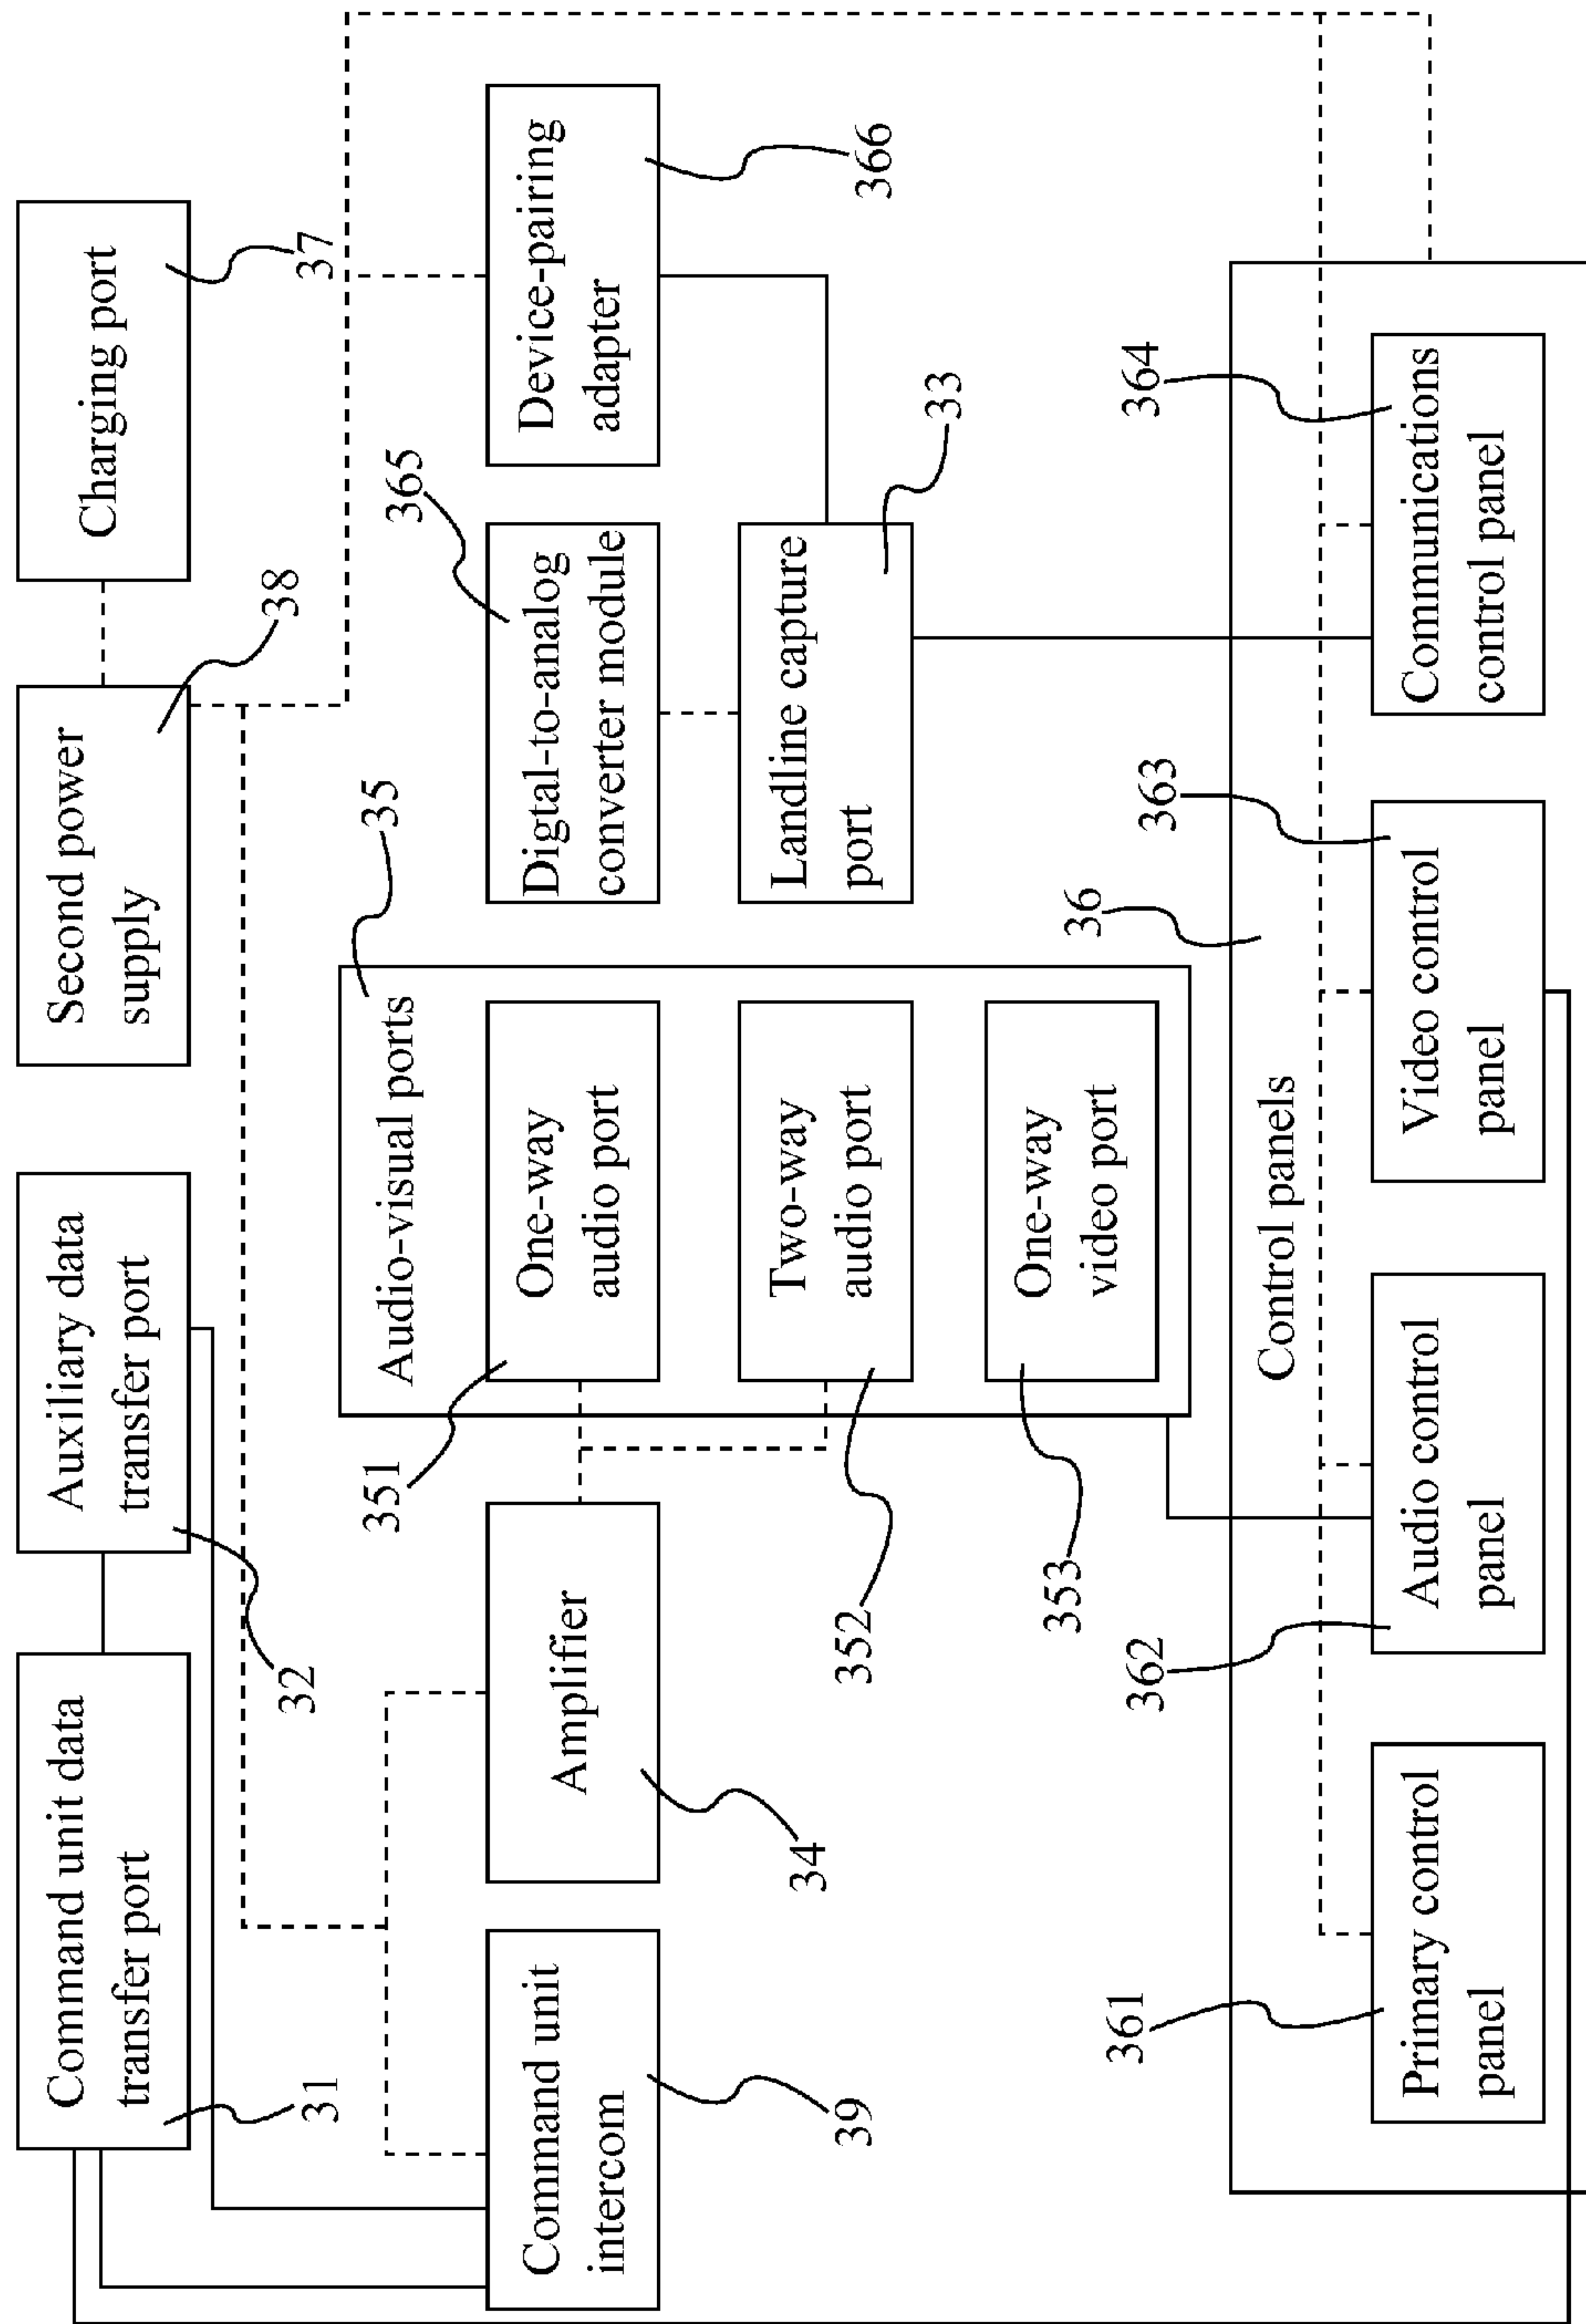 Command unit data
transfer port
31
Auxiliary data
transfer port
32
Second power
supply
38
Charging port
37
Command unit
intercom
39
Amplifier
34
Audio-visual ports
35
One-way
audio port
351
Two-way
audio port
352
One-way
video port
353
Digtal-to-analog
converter module
365
Device-pairing
adapter
366
Landline capture
port
33
Control panels
36
Primary control
panel
361
Audio control
panel
362
Video control
panel
363
Communications
control panel
364